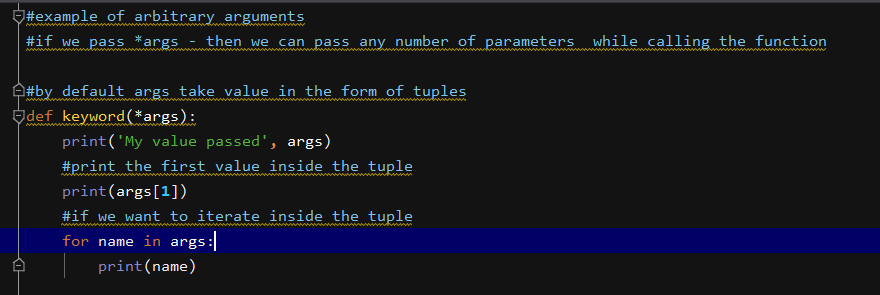 #example of arbitrary arguments
#if we pass *args - then we can pass any number of parameters  while calling the function
#by default args take value in the form of tuples
def keyword(*args):
    print('My value passed', args)
    #print the first value inside the tuple
    print(args[1])
    #if we want to iterate inside the tuple
    for name in args:
        print(name)